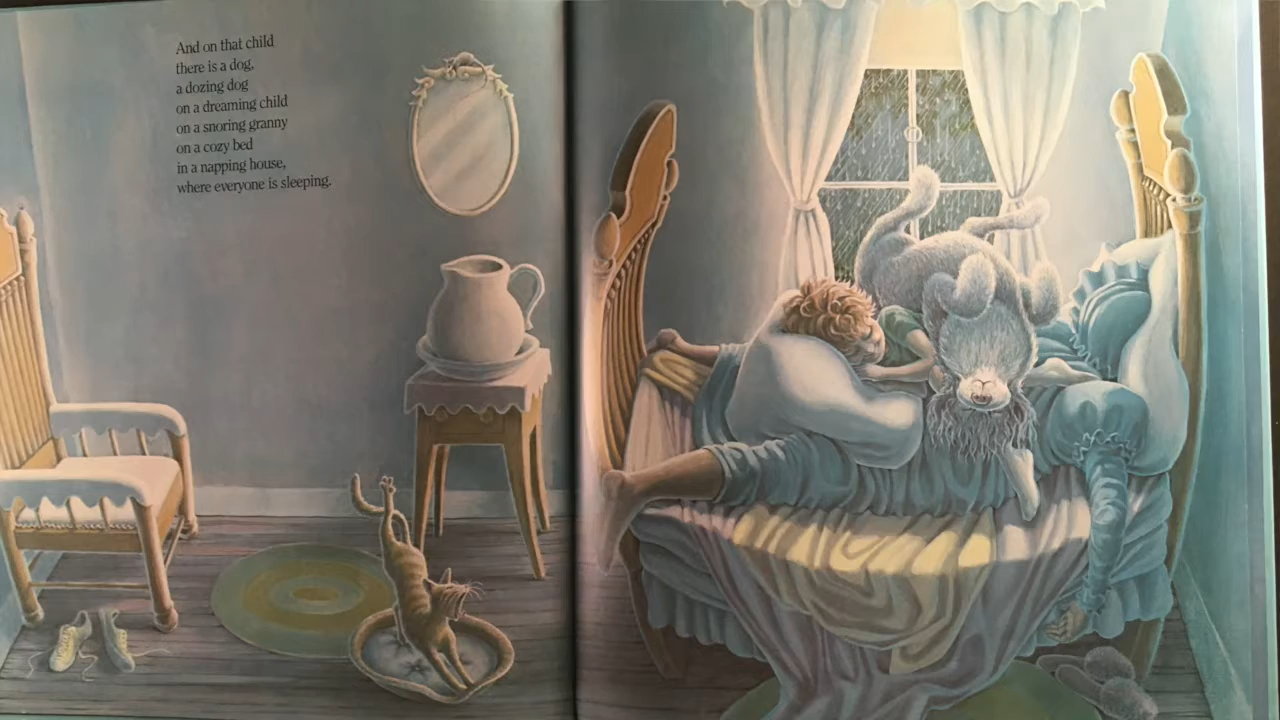 And on that child
there is a dog,
a dozing dog
on a dreaming child
on a snoring granny
on a cozy bed
in a napping house,
where everyone is sleeping.